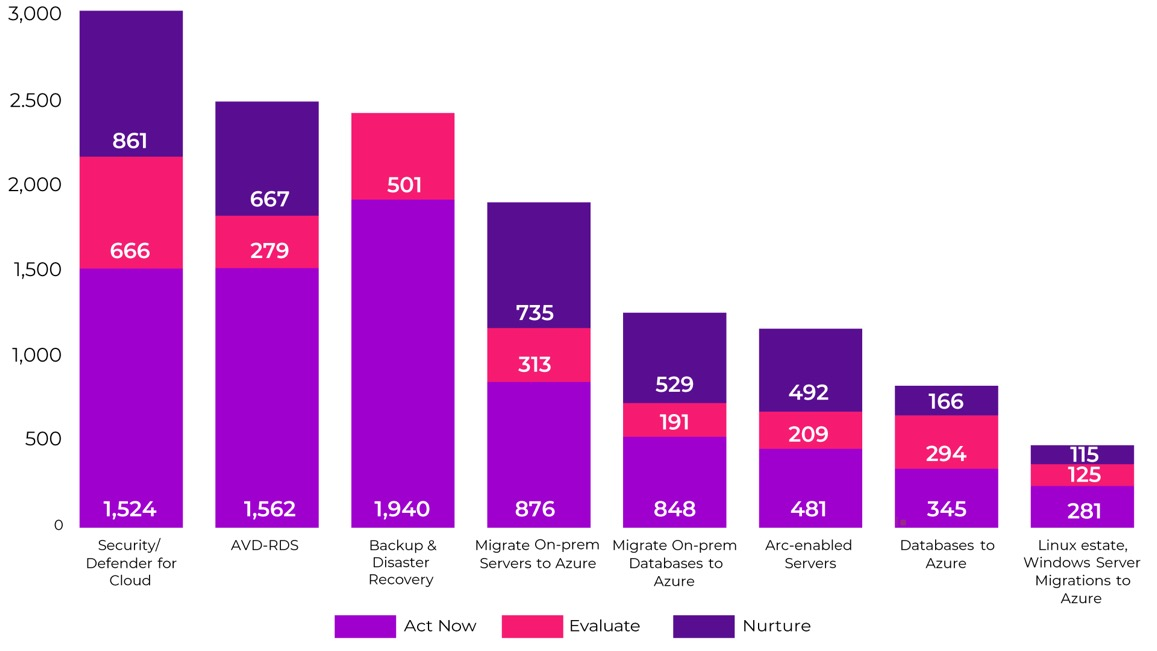 3,000
2.500
2,000
1,500
1,000
500
0
861
666
1,524
667
279
1,562
501
1,940
735
313
876
529
191
848
492
209
481
166
294
345
115
125
281
Security/
Defender for
Cloud
AVD-RDS
Backup &
Disaster
Recovery
Migrate On-prem
Servers to Azure
Migrate On-prem
Databases to
Azure
Arc-enabled
Servers
Databases to
Azure
Linux estate,
Windows Server
Migrations to
Azure
Act Now
Evaluate
Nurture